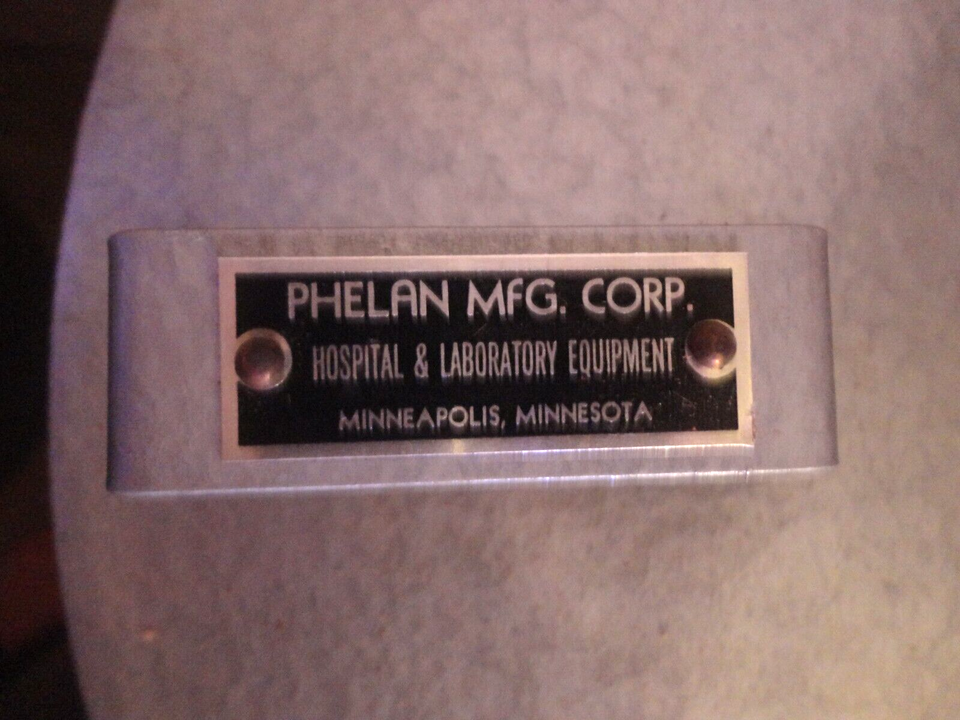 PHELAN MFG. CORP.
HOSPITAL & LABORATORY EQUIPMENT
MINNEAPOLIS, MINNESOTA